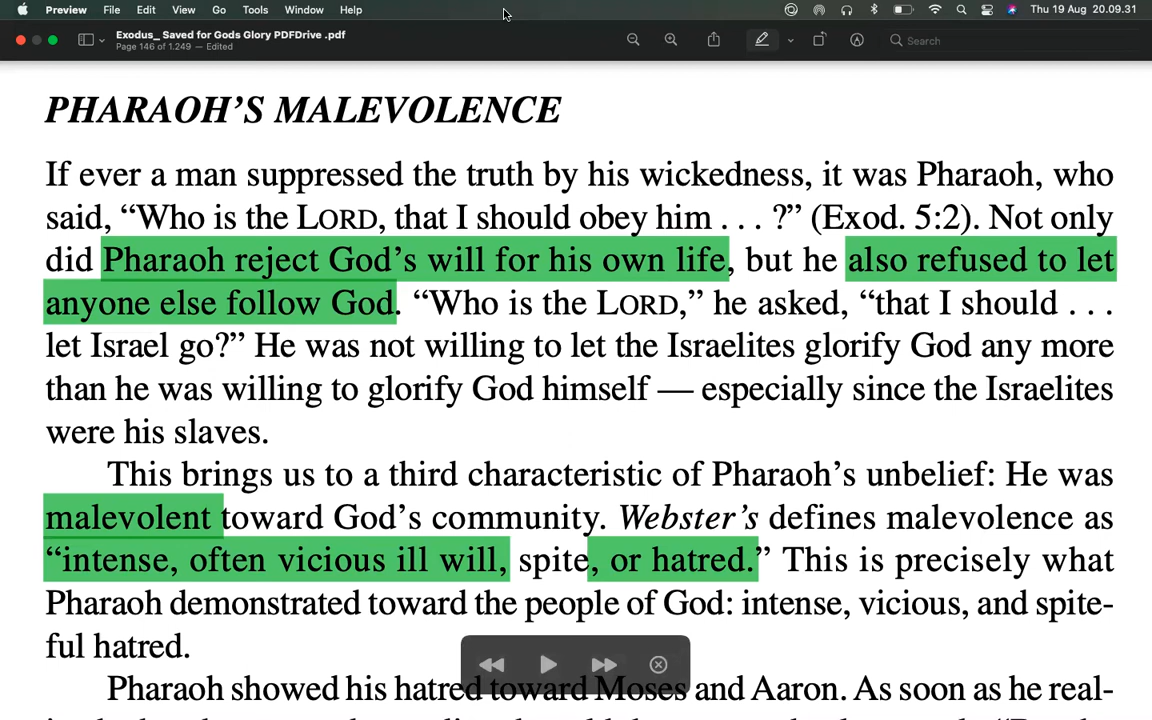 Preview File Edit View Go Tools Window Help Thu 19 Aug 20.09.31
Exodus_ Saved for Gods Glory PDFDrive .pdf
Page 146 of 1.249 — Edited
Search
PHARAOH’S MALEVOLENCE
If ever a man suppressed the truth by his wickedness, it was Pharaoh, who
said, “Who is the LORD, that I should obey him . . . ?” (Exod. 5:2). Not only
did Pharaoh reject God’s will for his own life, but he also refused to let
anyone else follow God. “Who is the LORD,” he asked, “that I should . . .
let Israel go?” He was not willing to let the Israelites glorify God any more
than he was willing to glorify God himself — especially since the Israelites
were his slaves.
This brings us to a third characteristic of Pharaoh’s unbelief: He was
malevolent toward God’s community. Webster’s defines malevolence as
“intense, often vicious ill will, spite, or hatred.” This is precisely what
Pharaoh demonstrated toward the people of God: intense, vicious, and spite-
ful hatred.
Pharaoh showed his hatred toward Moses and Aaron. As soon as he real-